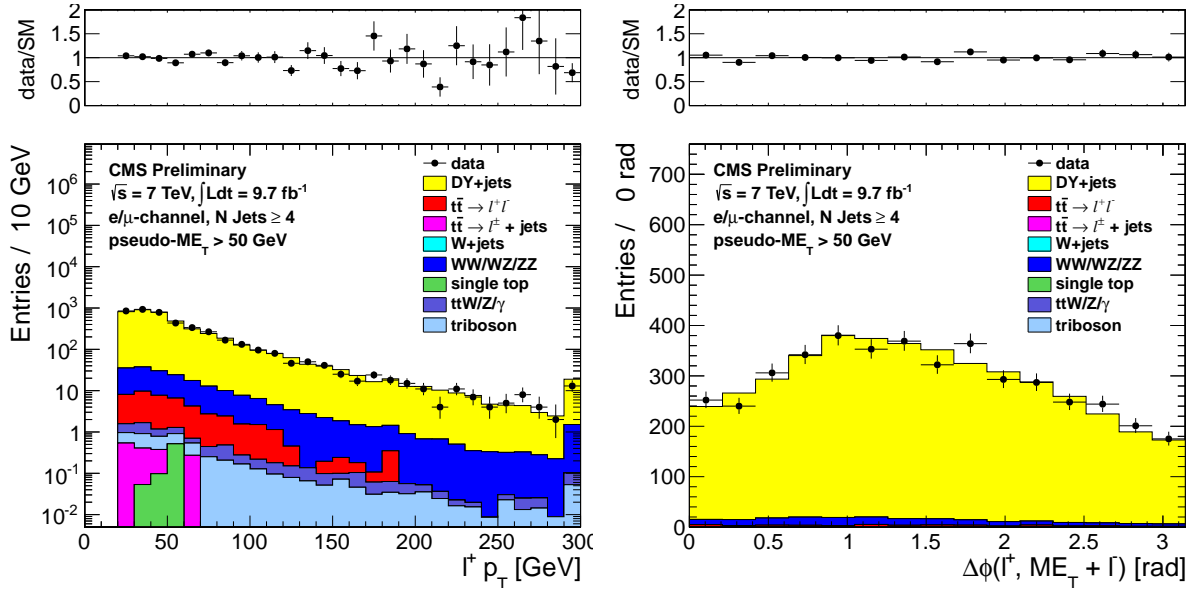 data/SM
2
1.5
1
0.5
0
Entries / 10 GeV
CMS Preliminary
√s = 7 TeV, ∫Ldt = 9.7 fb⁻¹
e/μ-channel, N Jets ≥ 4
pseudo-ME_T > 50 GeV
data
DY+jets
tt̄ → l⁺l⁻
tt̄ → l± + jets
W+jets
WW/WZ/ZZ
single top
ttW/Z/γ
triboson
10⁶
10⁵
10⁴
10³
10²
10
1
10⁻¹
10⁻²
0 50 100 150 200 250 300
l⁺ p_T [GeV]
data/SM
2
1.5
1
0.5
0
Entries / 0 rad
CMS Preliminary
√s = 7 TeV, ∫Ldt = 9.7 fb⁻¹
e/μ-channel, N Jets ≥ 4
pseudo-ME_T > 50 GeV
data
DY+jets
tt̄ → l⁺l⁻
tt̄ → l± + jets
W+jets
WW/WZ/ZZ
single top
ttW/Z/γ
triboson
700
600
500
400
300
200
100
0
0 0.5 1 1.5 2 2.5 3
Δϕ(l⁺, ME_T + l⁻) [rad]